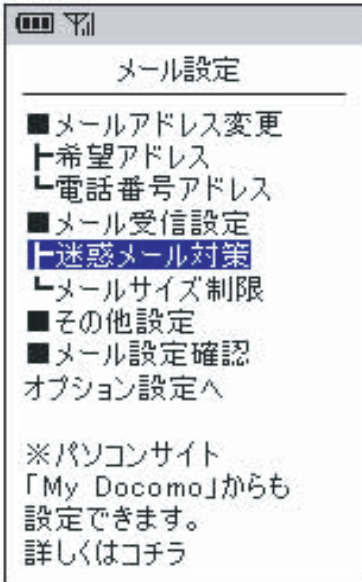 メール設定
■メールアドレス変更
┣希望アドレス
┗電話番号アドレス
■メール受信設定
┣迷惑メール対策
┗メールサイズ制限
■その他設定
■メール設定確認
オプション設定へ
※パソコンサイト
「My Docomo」からも
設定できます。
詳しくはコチラ